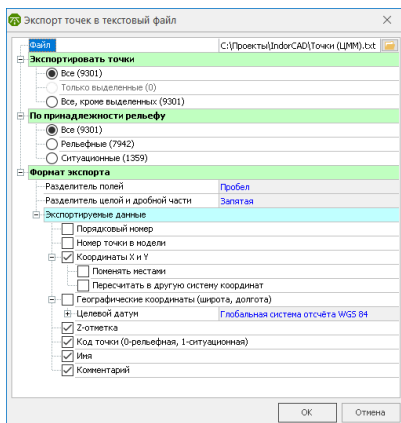 Экспорт точек в текстовый файл
Файл C:\Проекты\IndorCAD\Точки (ЦММ).txt
Экспортировать точки
Все (9301)
Только выделенные (0)
Все, кроме выделенных (9301)
По принадлежности рельефу
Все (9301)
Рельефные (7942)
Ситуационные (1359)
Формат экспорта
Разделитель полей Пробел
Разделитель целой и дробной части Запятая
Экспортируемые данные
Порядковый номер
Номер точки в модели
Координаты X и Y
Поменять местами
Пересчитать в другую систему координат
Географические координаты (широта, долгота)
Целевой датум Глобальная система отсчёта WGS 84
Z-отметка
Код точки (0-рельефная, 1-ситуационная)
Имя
Комментарий
ОК Отмена